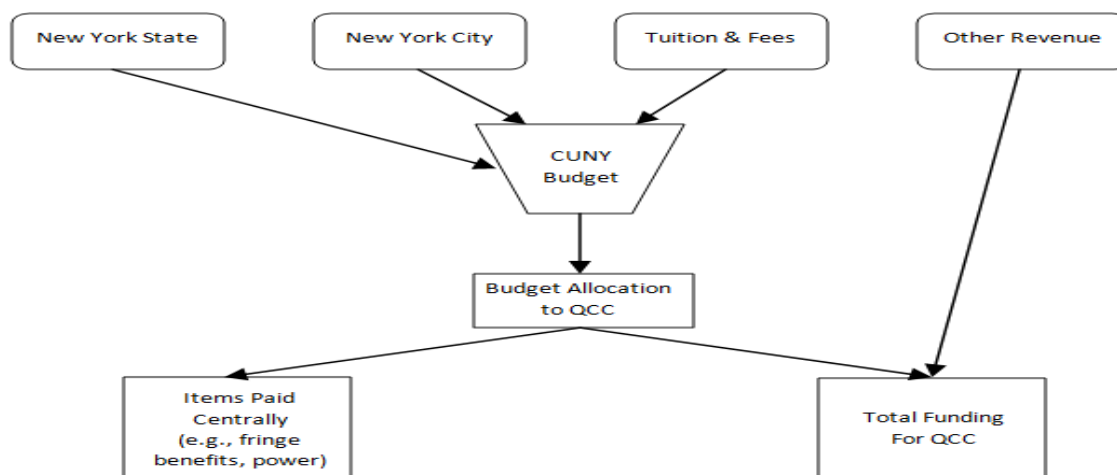 New York State
New York City
Tuition & Fees
Other Revenue
CUNY
Budget
Budget Allocation
to QCC
Items Paid
Centrally
(e.g., fringe
benefits, power)
Total Funding
For QCC